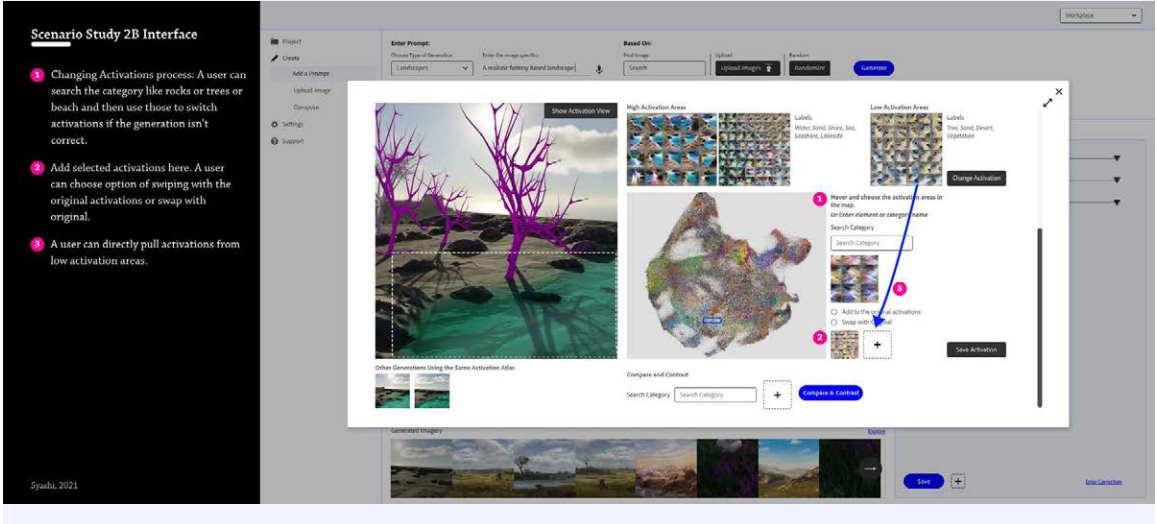 Scenario Study 2B Interface
1 Changing Activations process: A user can
search the category like rocks or trees or
beach and then use those to switch
activations if the generation isn't
correct.
2 Add selected activations here. A user
can choose option of swiping with the
original activations or swap with
original.
3 A user can directly pull activations from
low activation areas.
Syashi, 2021
Workplace
Project
Create
Add a Prompt
Upload Image
Compose
Settings
Support
Enter Prompt:
Choose Type of Generation
Landscapes
Enter the image specifics
A realistic fantasy based landscape
Based On:
Find Image
Search
Upload
Upload images
Random
Randomize
Generate
Show Activation View
High Activation Areas
Labels
Water, Sand, Shore, Sea,
Seashore, Lakeside
Low Activation Areas
Labels
Tree, Sand, Desert,
Vegetation
Change Activation
1 Hover and choose the activation areas in
the map.
Or Enter element or category name
Search Category
Search Category
3
Add to the original activations
Swap with Original
2
+
Save Activation
Other Generations Using the Same Activation Atlas
Compare and Contrast
Search Category
Search Category
+
Compare & Contrast
Generated Imagery
Explore
Save
+
Error Correction